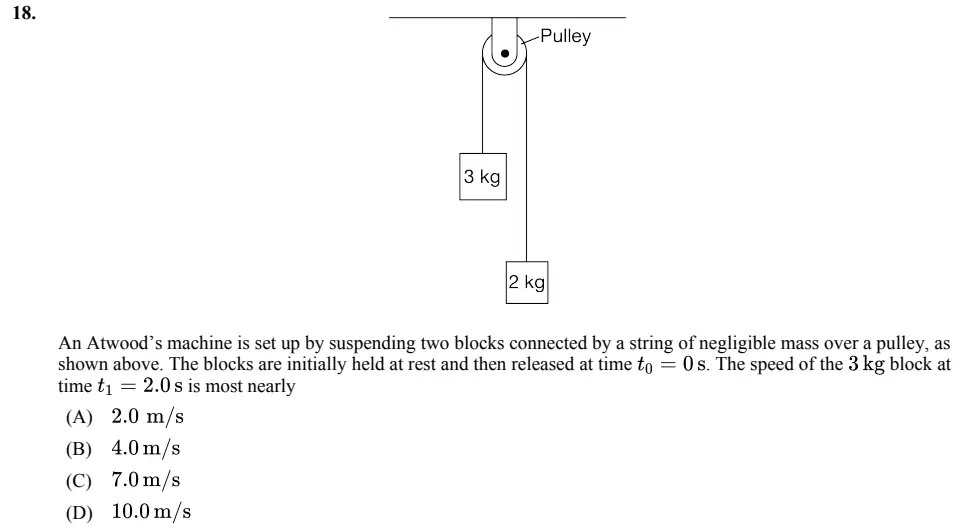 18.
Pulley
3 kg
2 kg
An Atwood’s machine is set up by suspending two blocks connected by a string of negligible mass over a pulley, as
shown above. The blocks are initially held at rest and then released at time t₀ = 0 s. The speed of the 3 kg block at
time t₁ = 2.0 s is most nearly
(A) 2.0 m/s
(B) 4.0 m/s
(C) 7.0 m/s
(D) 10.0 m/s